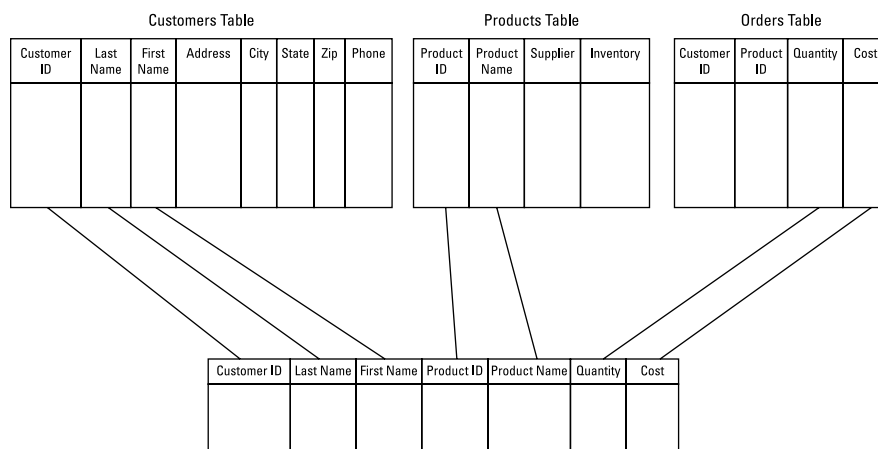 Customers Table
Products Table
Orders Table
Customer ID
Last Name
First Name
Address
City
State
Zip
Phone
Product ID
Product Name
Supplier
Inventory
Customer ID
Product ID
Quantity
Cost
Customer ID
Last Name
First Name
Product ID
Product Name
Quantity
Cost